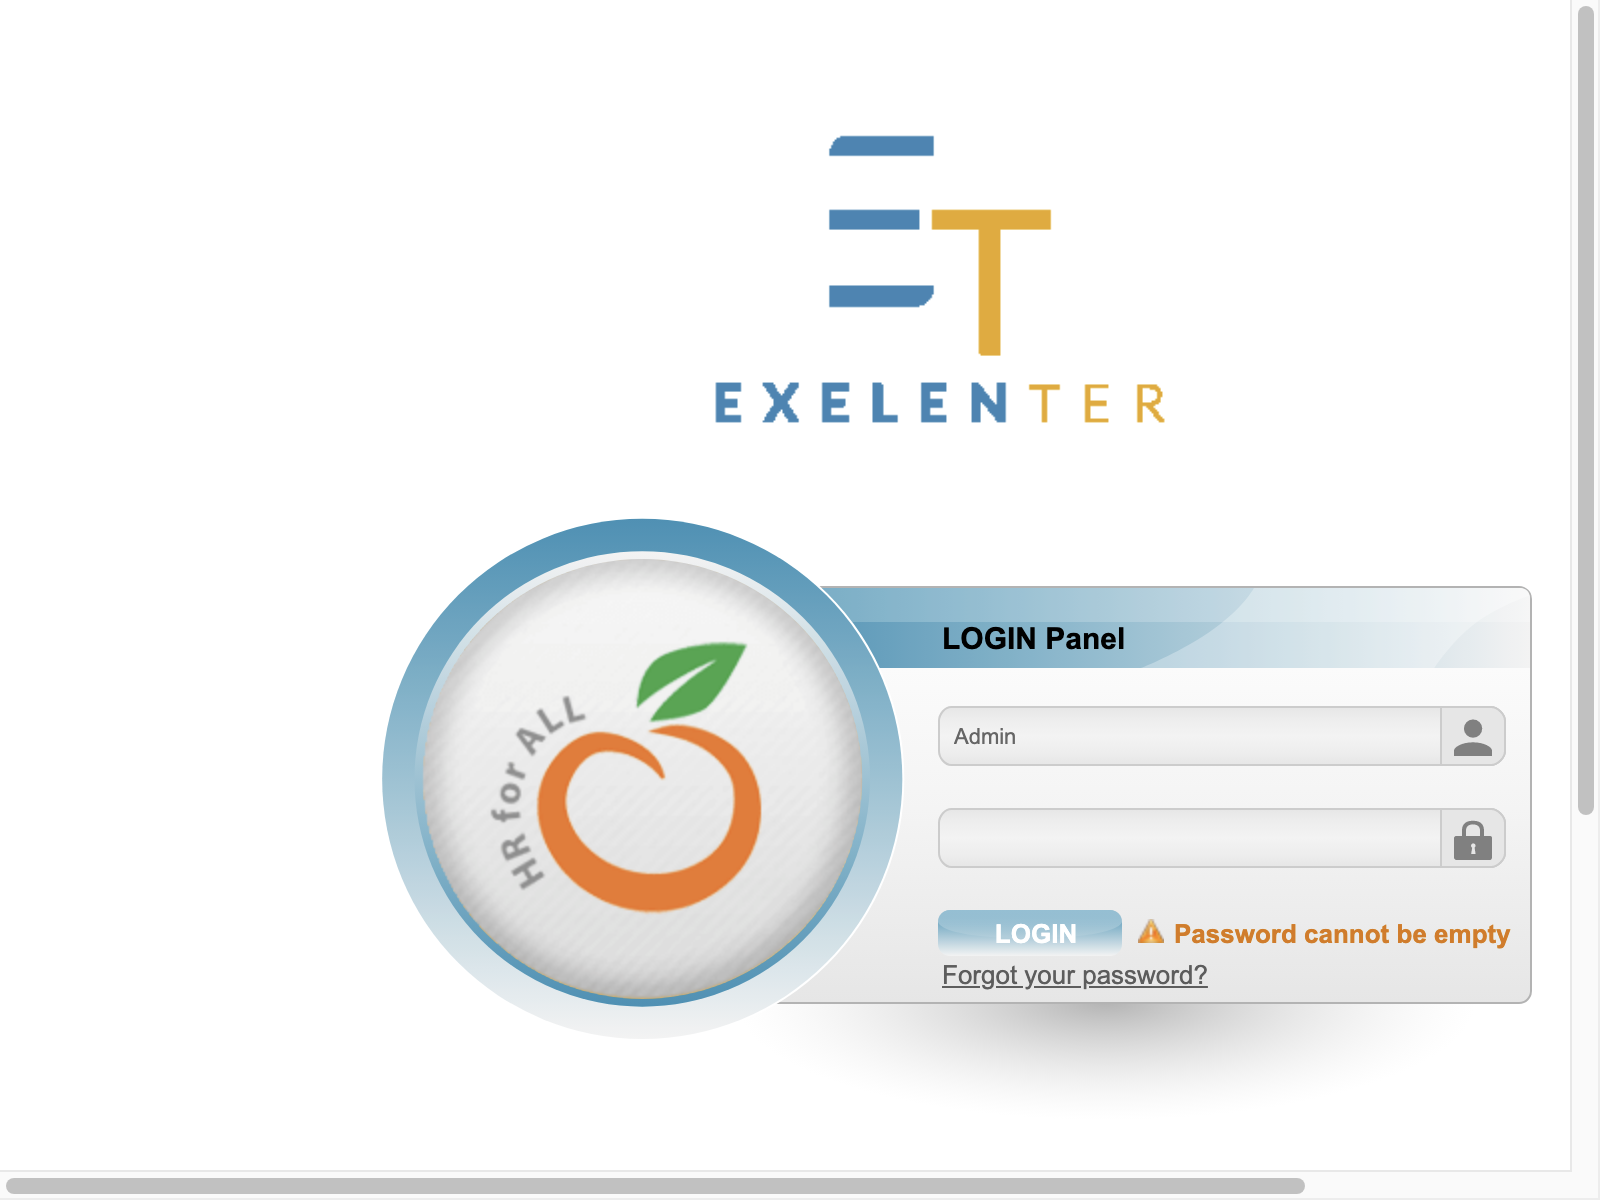 EXELENTER
HR for ALL
LOGIN Panel
Admin
LOGIN
Password cannot be empty
Forgot your password?